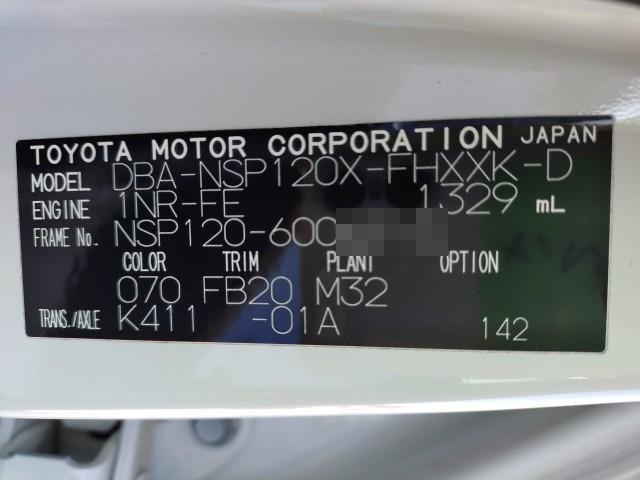 TOYOTA MOTOR CORPORATION JAPAN
MODEL DBA-NSP120X-FHXXK-D
ENGINE 1NR-FE 1.329 mL
FRAME No. NSP120-600
COLOR TRIM PLANT OPTION
070 FB20 M32
TRANS./AXLE K411 -01A 142